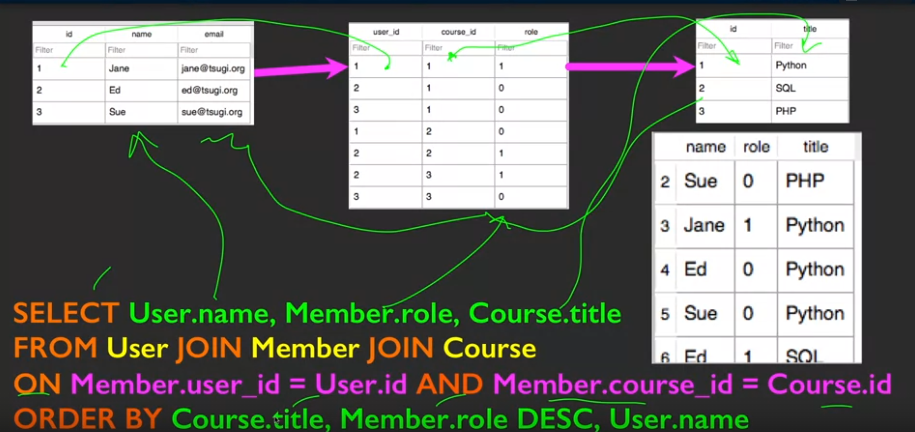 id name email
Filter Filter Filter
1 Jane jane@tsugi.org
2 Ed ed@tsugi.org
3 Sue sue@tsugi.org
user_id course_id role
Filter Filter Filter
1 1 1
2 1 0
3 1 0
1 2 0
2 2 1
2 3 1
3 3 0
id title
Filter Filter
1 Python
2 SQL
3 PHP
name role title
2 Sue 0 PHP
3 Jane 1 Python
4 Ed 0 Python
5 Sue 0 Python
6 Ed 1 SQL
SELECT User.name, Member.role, Course.title
FROM User JOIN Member JOIN Course
ON Member.user_id = User.id AND Member.course_id = Course.id
ORDER BY Course.title, Member.role DESC, User.name